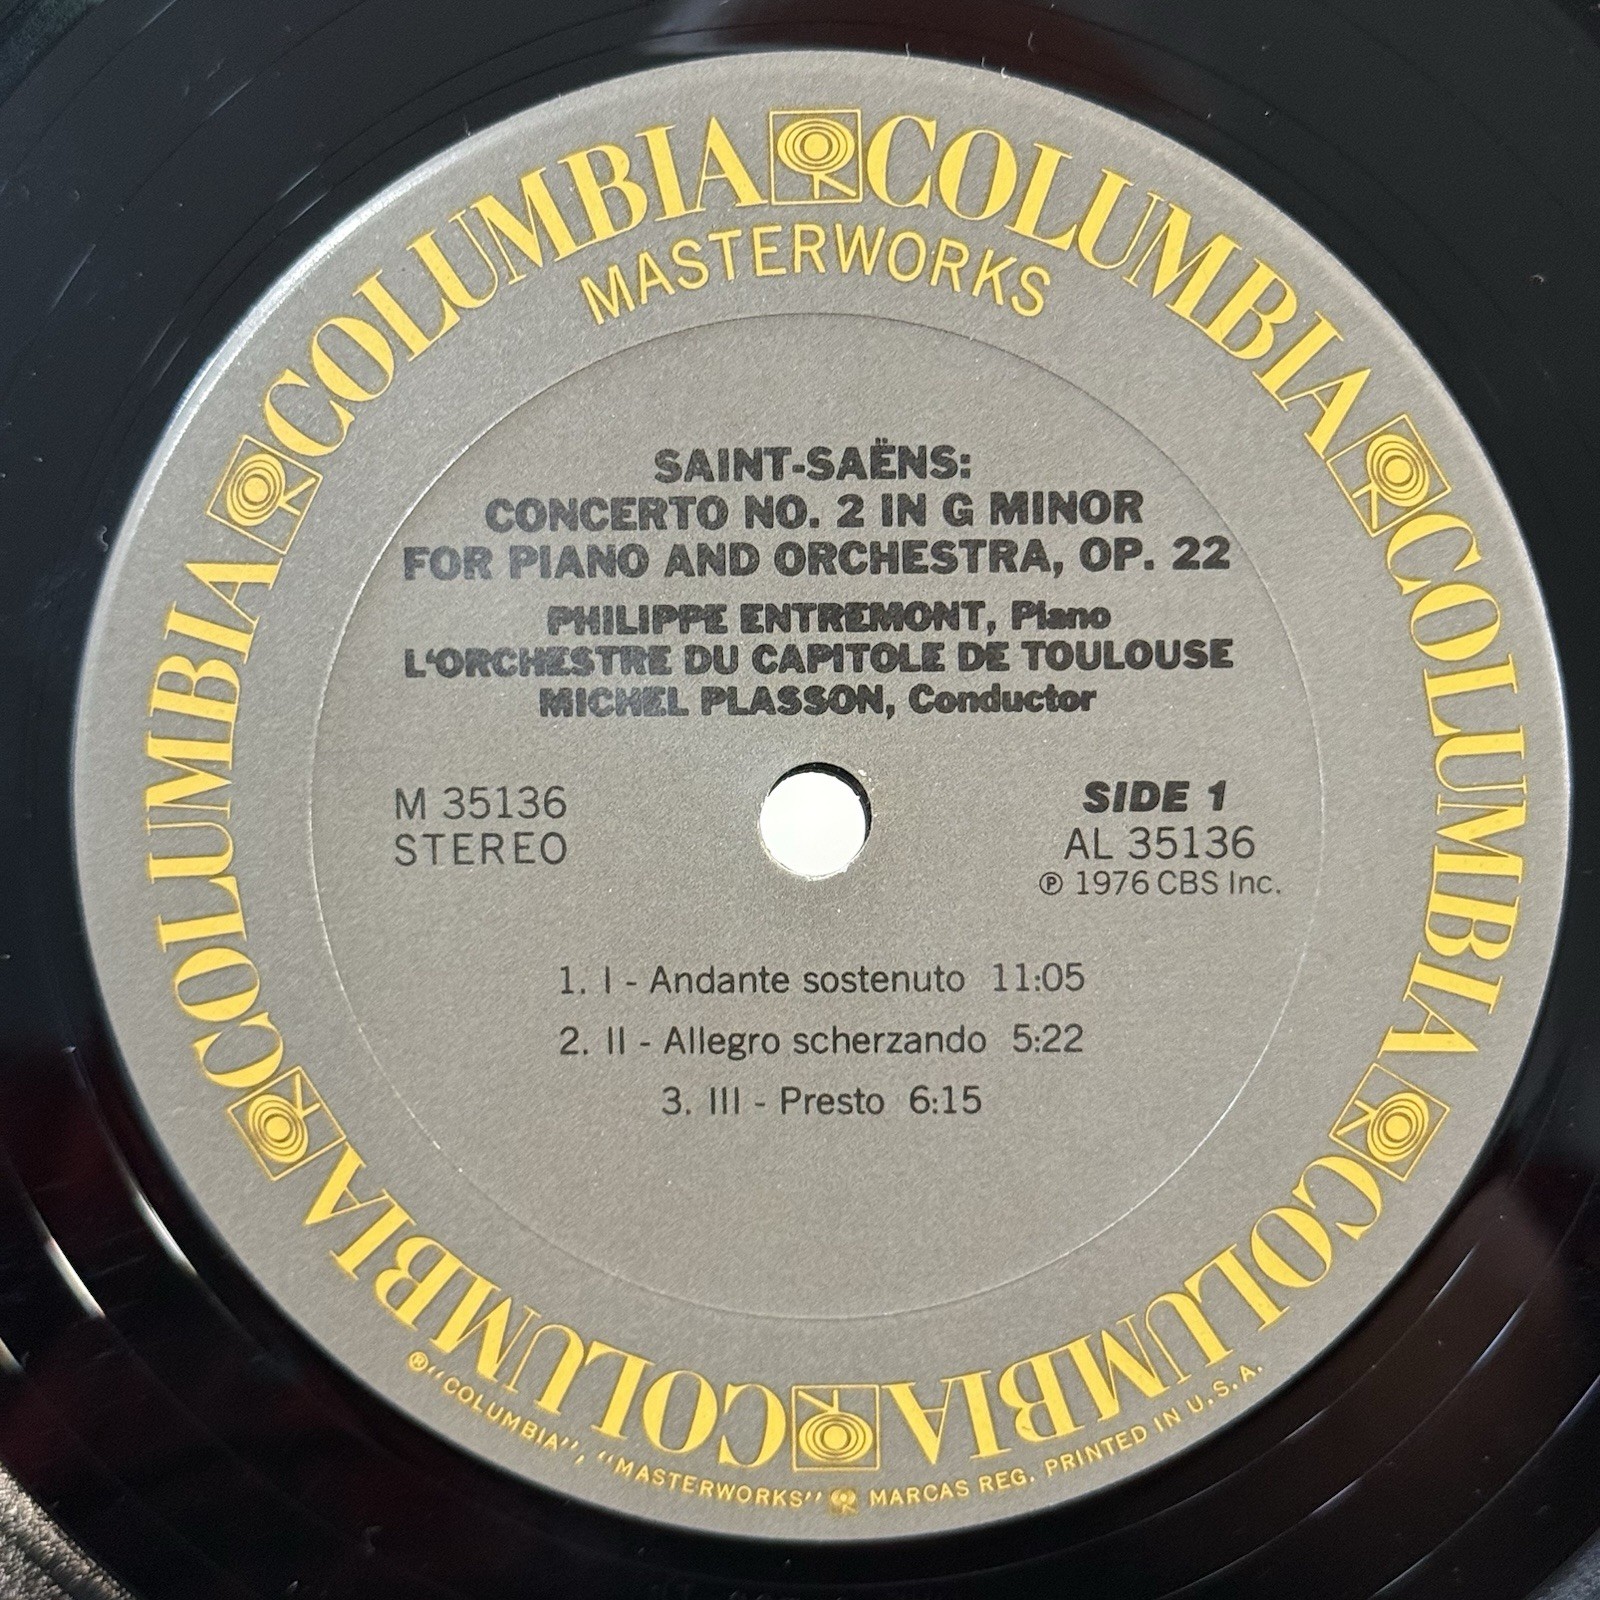 COLUMBIA COLUMBIA COLUMBIA COLUMBIA COLUMBIA COLUMBIA
MASTERWORKS
SAINT-SAËNS:
CONCERTO NO. 2 IN G MINOR
FOR PIANO AND ORCHESTRA, OP. 22
PHILIPPE ENTREMONT, Piano
L'ORCHESTRE DU CAPITOLE DE TOULOUSE
MICHEL PLASSON, Conductor
M 35136
STEREO
SIDE 1
AL 35136
℗ 1976 CBS Inc.
1. I - Andante sostenuto 11:05
2. II - Allegro scherzando 5:22
3. III - Presto 6:15
®"COLUMBIA", "MASTERWORKS" MARCAS REG. PRINTED IN U.S.A.